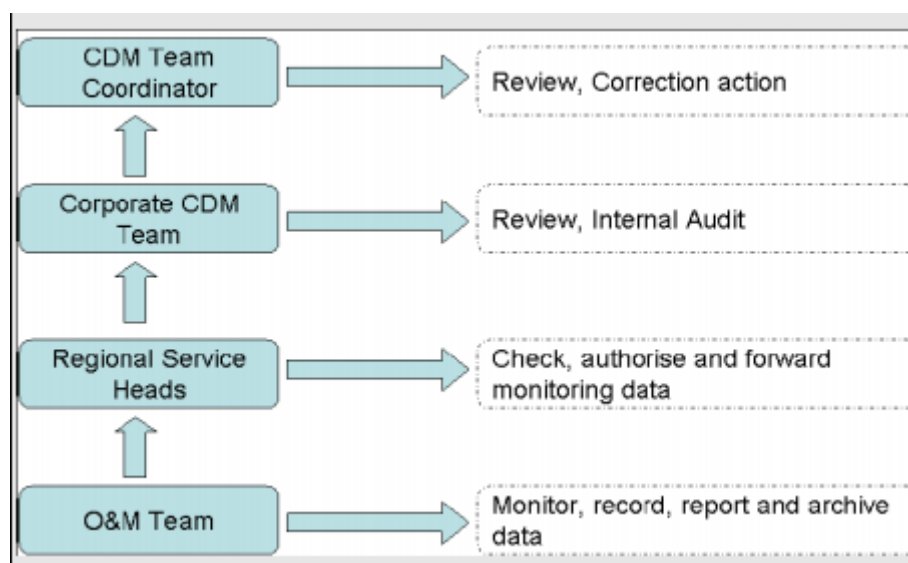 CDM Team
Coordinator
Review, Correction action
Corporate CDM
Team
Review, Internal Audit
Regional Service
Heads
Check, authorise and forward
monitoring data
O&M Team
Monitor, record, report and archive
data